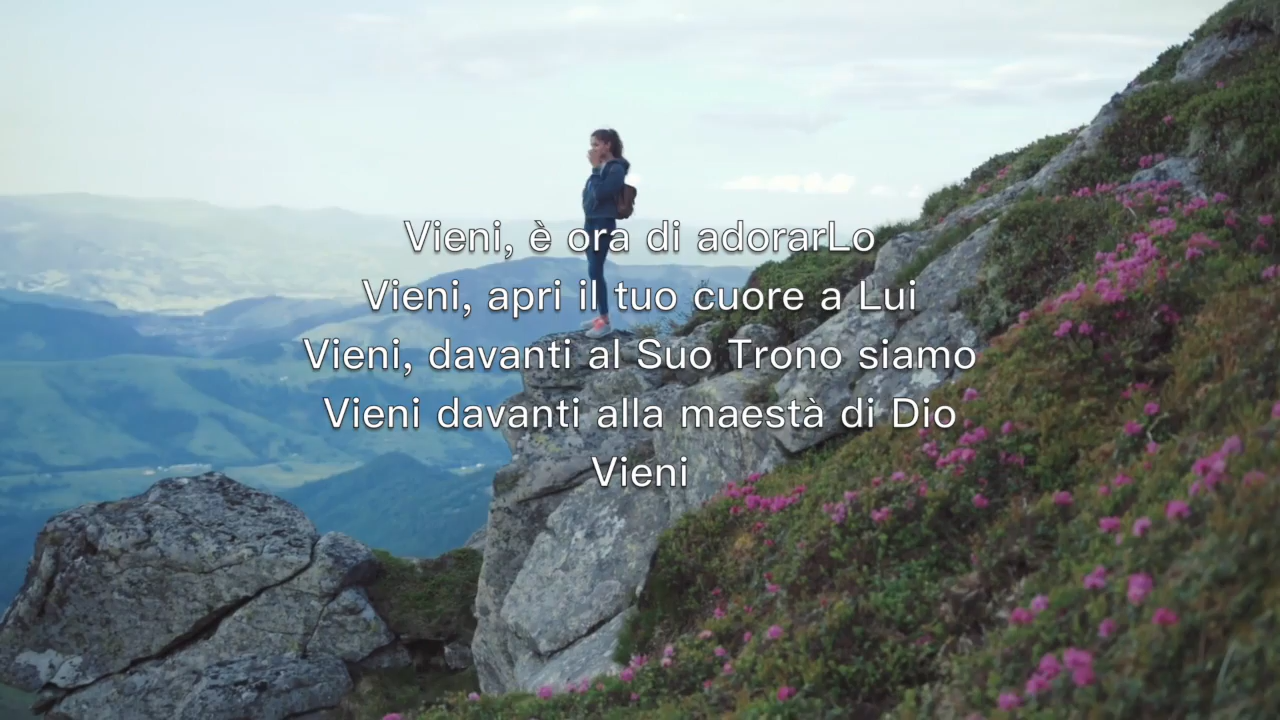 Vieni, è ora di adorarLo
Vieni, apri il tuo cuore a Lui
Vieni, davanti al Suo Trono siamo
Vieni davanti alla maestà di Dio
Vieni